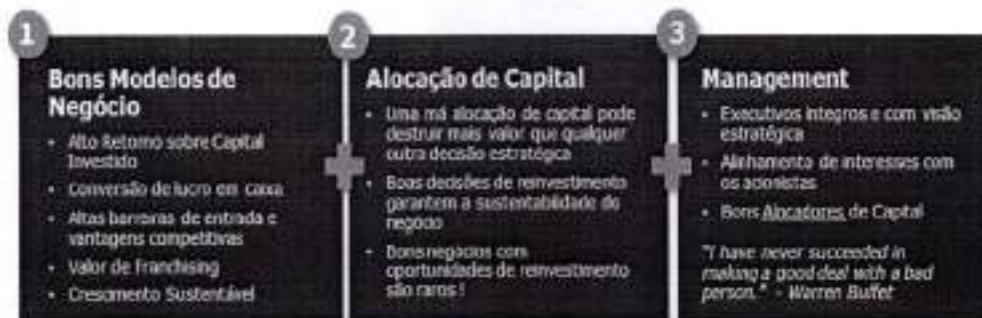 1
Bons Modelos de
Negócio
• Alto Retorno sobre Capital
Investido
• Conversão de lucro em caixa
• Altas barreiras de entrada e
vantagens competitivas
• Valor de Franchising
• Crescimento Sustentável
2
Alocação de Capital
• Uma má alocação de capital pode
destruir mais valor que qualquer
outra decisão estratégica
• Boas decisões de reinvestimento
garantem a sustentabilidade do
negócio
• Bons negócios com
oportunidades de reinvestimento
são raros !
3
Management
• Executivos íntegros e com visão
estratégica
• Alinhamento de interesses com
os acionistas
• Bons Alocadores de Capital
"I have never succeeded in
making a good deal with a bad
person." - Warren Buffet